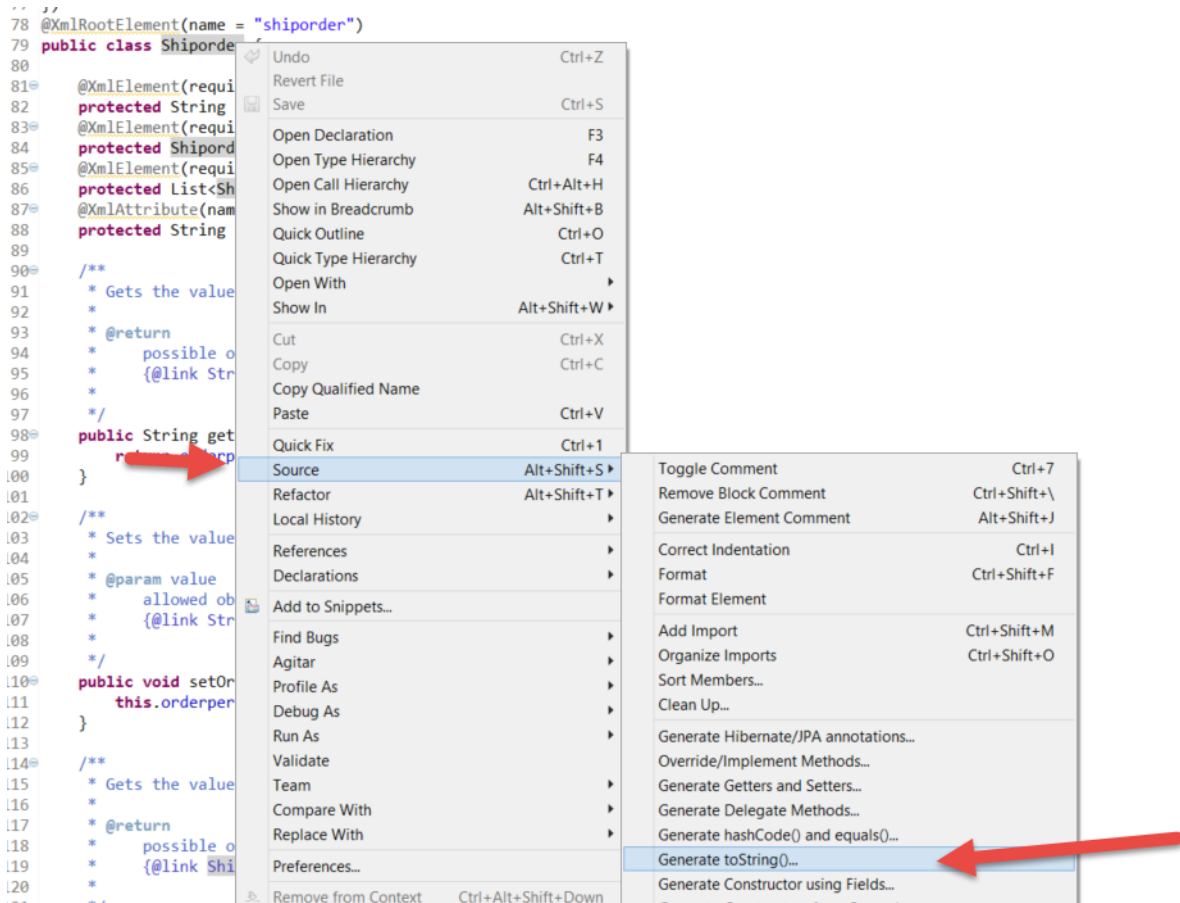 78 @XmlRootElement(name = "shiporder")
79 public class Shiporde
80
81 @XmlElement(requi
82 protected String
83 @XmlElement(requi
84 protected Shipord
85 @XmlElement(requi
86 protected List<Sh
87 @XmlAttribute(nam
88 protected String
89
90 /**
91 * Gets the value
92 *
93 * @return
94 * possible o
95 * {@link Str
96 *
97 */
98 public String get
99
100 }
101
102 /**
103 * Sets the value
104 *
105 * @param value
106 * allowed ob
107 * {@link Str
108 *
109 */
110 public void setOr
111 this.orderper
112 }
113
114 /**
115 * Gets the value
116 *
117 * @return
118 * possible o
119 * {@link Shi
120 *
Undo Ctrl+Z
Revert File
Save Ctrl+S
Open Declaration F3
Open Type Hierarchy F4
Open Call Hierarchy Ctrl+Alt+H
Show in Breadcrumb Alt+Shift+B
Quick Outline Ctrl+O
Quick Type Hierarchy Ctrl+T
Open With
Show In Alt+Shift+W
Cut Ctrl+X
Copy Ctrl+C
Copy Qualified Name
Paste Ctrl+V
Quick Fix Ctrl+1
Source Alt+Shift+S
Refactor Alt+Shift+T
Local History
References
Declarations
Add to Snippets...
Find Bugs
Agitar
Profile As
Debug As
Run As
Validate
Team
Compare With
Replace With
Preferences...
Remove from Context Ctrl+Alt+Shift+Down
Toggle Comment Ctrl+7
Remove Block Comment Ctrl+Shift+\
Generate Element Comment Alt+Shift+J
Correct Indentation Ctrl+I
Format Ctrl+Shift+F
Format Element
Add Import Ctrl+Shift+M
Organize Imports Ctrl+Shift+O
Sort Members...
Clean Up...
Generate Hibernate/JPA annotations...
Override/Implement Methods...
Generate Getters and Setters...
Generate Delegate Methods...
Generate hashCode() and equals()...
Generate toString()...
Generate Constructor using Fields...